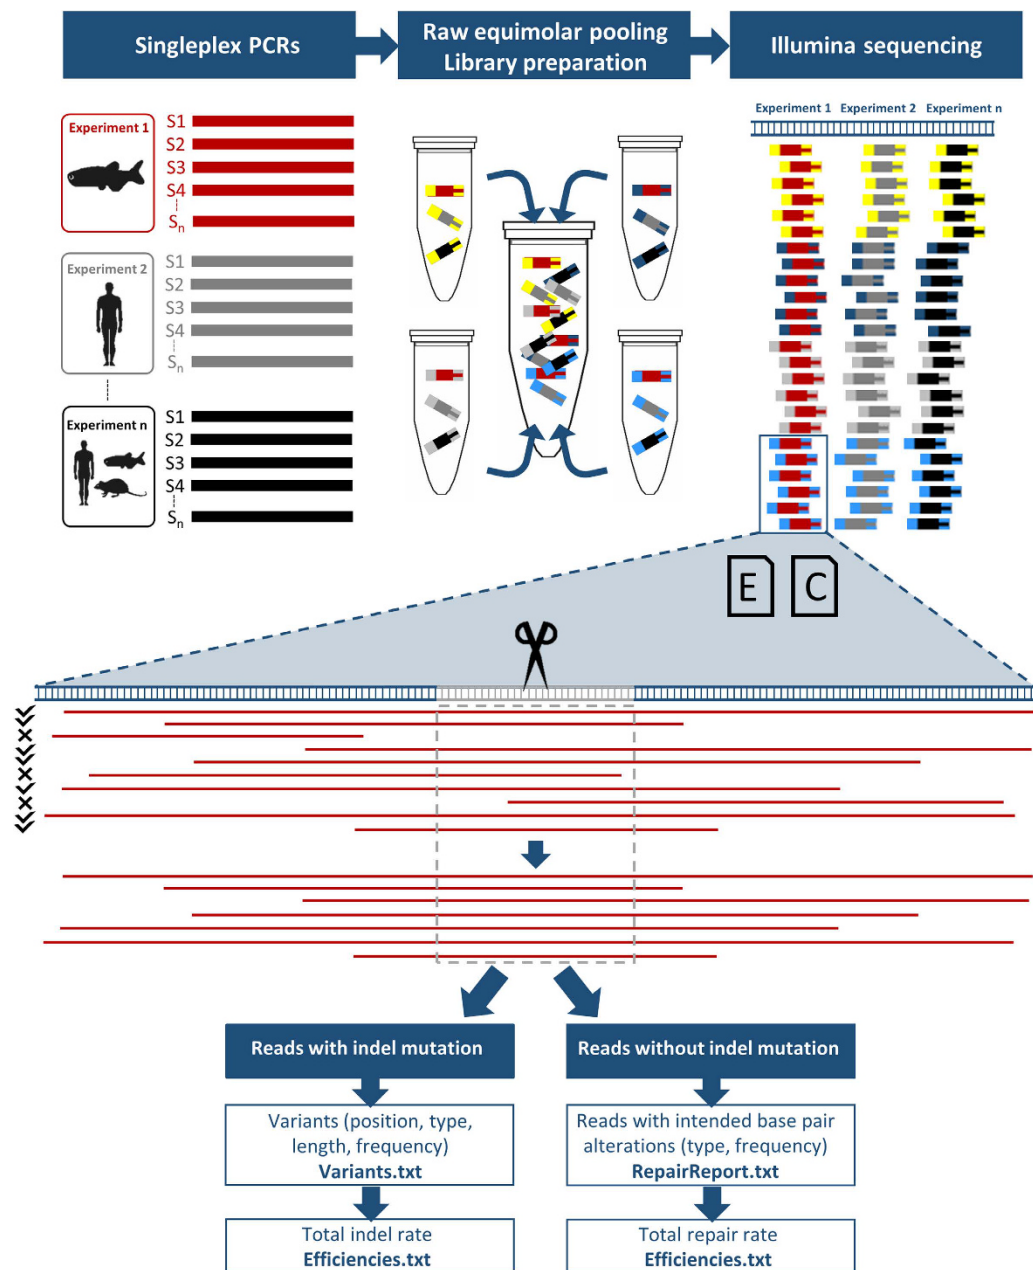 Singleplex PCRs
Raw equimolar pooling
Library preparation
Illumina sequencing
Experiment 1
S1
S2
S3
S4
Sn
Experiment 2
S1
S2
S3
S4
Sn
Experiment n
S1
S2
S3
S4
Sn
Experiment 1 Experiment 2 Experiment n
E C
Reads with indel mutation
Variants (position, type,
length, frequency)
Variants.txt
Total indel rate
Efficiencies.txt
Reads without indel mutation
Reads with intended base pair
alterations (type, frequency)
RepairReport.txt
Total repair rate
Efficiencies.txt